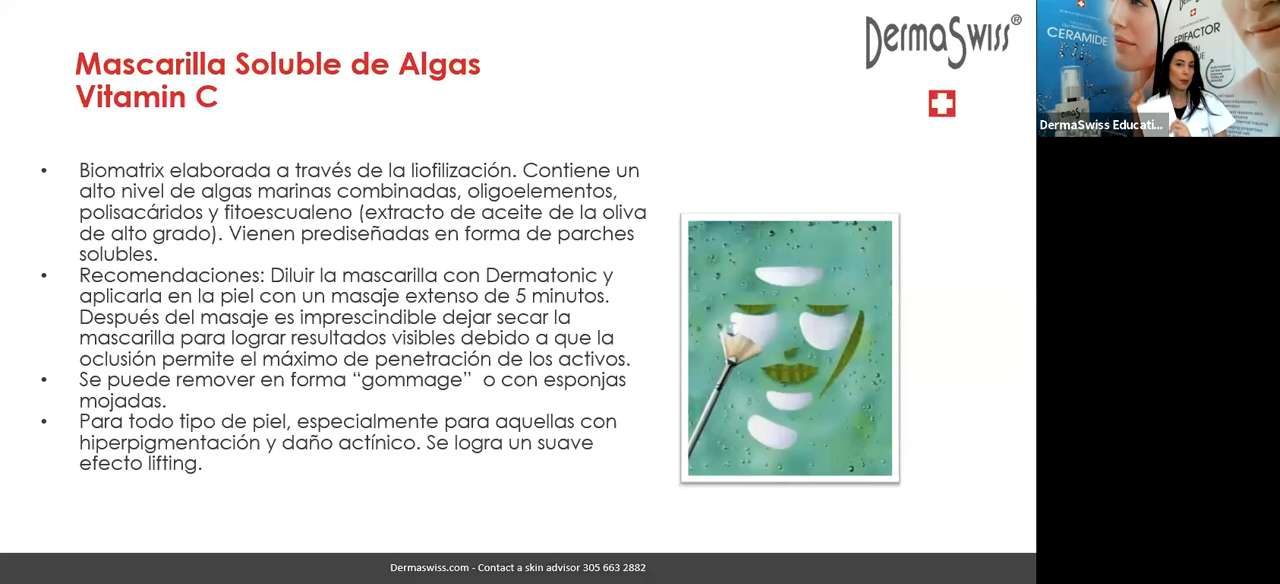 Mascarilla Soluble de Algas
Vitamin C
DermaSwiss®
• Biomatrix elaborada a través de la liofilización. Contiene un
alto nivel de algas marinas combinadas, oligoelementos,
polisacáridos y fitoescualeno (extracto de aceite de la oliva
de alto grado). Vienen prediseñadas en forma de parches
solubles.
• Recomendaciones: Diluir la mascarilla con Dermatonic y
aplicarla en la piel con un masaje extenso de 5 minutos.
Después del masaje es imprescindible dejar secar la
mascarilla para lograr resultados visibles debido a que la
oclusión permite el máximo de penetración de los activos.
• Se puede remover en forma “gommage” o con esponjas
mojadas.
• Para todo tipo de piel, especialmente para aquellas con
hiperpigmentación y daño actínico. Se logra un suave
efecto lifting.
Dermaswiss.com - Contact a skin advisor 305 663 2882
CERAMIDE
EPIFACTOR
DermaSwiss Educati...